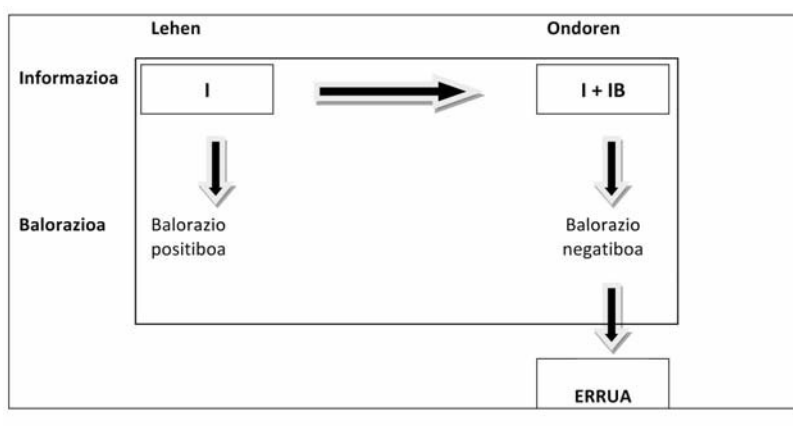 Lehen Ondoren
Informazioa I I + IB
Balorazioa Balorazio positiboa Balorazio negatiboa
ERRUA